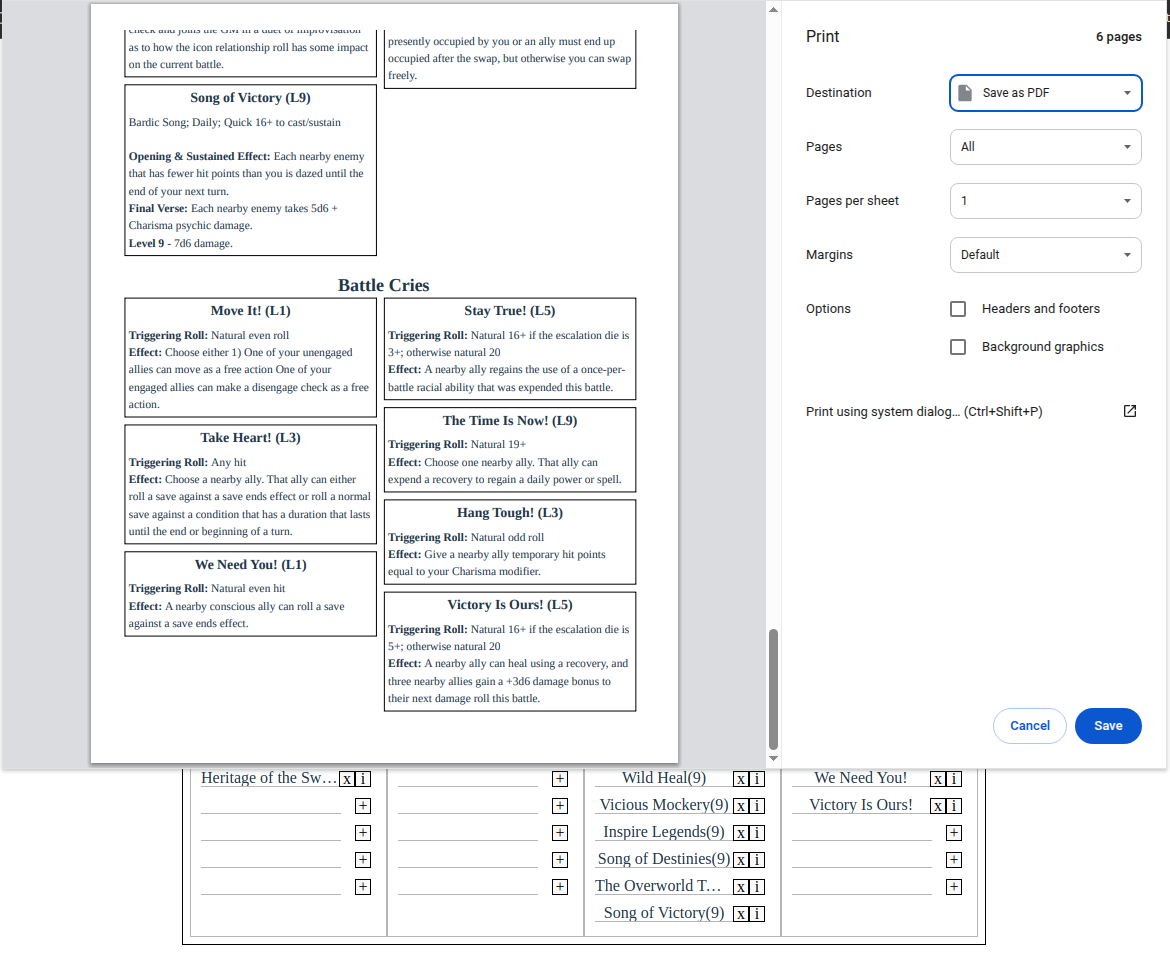 check and joins the GM in a duet of improvisation
as to how the icon relationship roll has some impact
on the current battle.
Song of Victory (L9)
Bardic Song; Daily; Quick 16+ to cast/sustain
Opening & Sustained Effect: Each nearby enemy
that has fewer hit points than you is dazed until the
end of your next turn.
Final Verse: Each nearby enemy takes 5d6 +
Charisma psychic damage.
Level 9 - 7d6 damage.
presently occupied by you or an ally must end up
occupied after the swap, but otherwise you can swap
freely.
Battle Cries
Move It! (L1)
Triggering Roll: Natural even roll
Effect: Choose either 1) One of your unengaged
allies can move as a free action One of your
engaged allies can make a disengage check as a free
action.
Take Heart! (L3)
Triggering Roll: Any hit
Effect: Choose a nearby ally. That ally can either
roll a save against a save ends effect or roll a normal
save against a condition that has a duration that lasts
until the end or beginning of a turn.
We Need You! (L1)
Triggering Roll: Natural even hit
Effect: A nearby conscious ally can roll a save
against a save ends effect.
Stay True! (L5)
Triggering Roll: Natural 16+ if the escalation die is
3+; otherwise natural 20
Effect: A nearby ally regains the use of a once-per-
battle racial ability that was expended this battle.
The Time Is Now! (L9)
Triggering Roll: Natural 19+
Effect: Choose one nearby ally. That ally can
expend a recovery to regain a daily power or spell.
Hang Tough! (L3)
Triggering Roll: Natural odd roll
Effect: Give a nearby ally temporary hit points
equal to your Charisma modifier.
Victory Is Ours! (L5)
Triggering Roll: Natural 16+ if the escalation die is
5+; otherwise natural 20
Effect: A nearby ally can heal using a recovery, and
three nearby allies gain a +3d6 damage bonus to
their next damage roll this battle.
Print 6 pages
Destination Save as PDF
Pages All
Pages per sheet 1
Margins Default
Options Headers and footers
Background graphics
Print using system dialog... (Ctrl+Shift+P)
Cancel Save
Heritage of the Sw... x i + Wild Heal(9) x i We Need You! x i
+ + Vicious Mockery(9) x i Victory Is Ours! x i
+ + Inspire Legends(9) x i +
+ + Song of Destinies(9) x i +
+ + The Overworld T... x i +
Song of Victory(9) x i